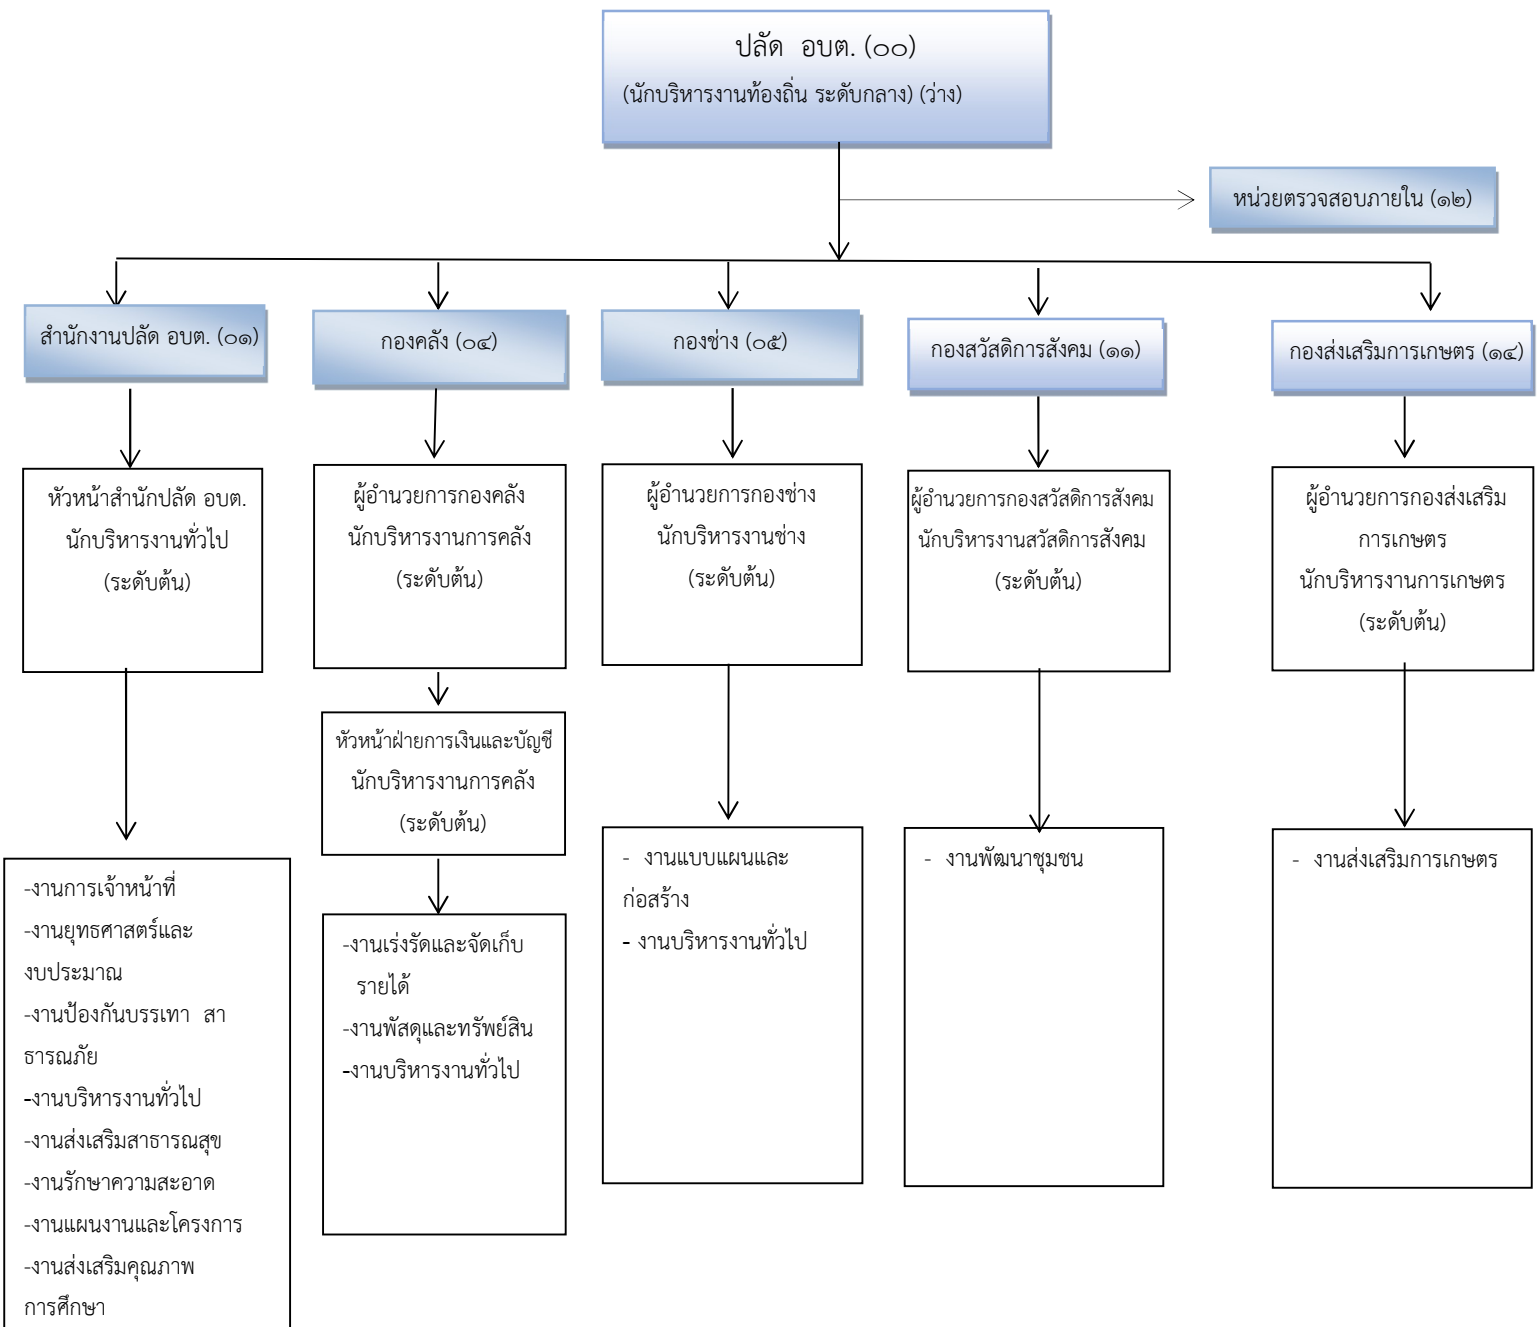 ปลัด  อบต. (๐๐)
(นักบริหารงานท้องถิ่น ระดับกลาง) (ว่าง)
หน่วยตรวจสอบภายใน (๑๒)
สำนักงานปลัด อบต. (๐๑)
กองคลัง (๐๔)
กองช่าง (๐๕)
กองสวัสดิการสังคม (๑๑)
กองส่งเสริมการเกษตร (๑๔)
หัวหน้าสำนักปลัด อบต.
นักบริหารงานทั่วไป
(ระดับต้น)
ผู้อำนวยการกองคลัง
นักบริหารงานการคลัง
(ระดับต้น)
ผู้อำนวยการกองช่าง
นักบริหารงานช่าง
(ระดับต้น)
ผู้อำนวยการกองสวัสดิการสังคม
นักบริหารงานสวัสดิการสังคม
(ระดับต้น)
ผู้อำนวยการกองส่งเสริม
การเกษตร
นักบริหารงานการเกษตร
(ระดับต้น)
หัวหน้าฝ่ายการเงินและบัญชี
นักบริหารงานการคลัง
(ระดับต้น)
-งานการเจ้าหน้าที่
-งานยุทธศาสตร์และ
งบประมาณ
-งานป้องกันบรรเทา  สา
ธารณภัย
-งานบริหารงานทั่วไป
-งานส่งเสริมสาธารณสุข
-งานรักษาความสะอาด
-งานแผนงานและโครงการ
-งานส่งเสริมคุณภาพ
การศึกษา
-งานเร่งรัดและจัดเก็บ
รายได้
-งานพัสดุและทรัพย์สิน
-งานบริหารงานทั่วไป
-  งานแบบแผนและ
ก่อสร้าง
- งานบริหารงานทั่วไป
-  งานพัฒนาชุมชน
-  งานส่งเสริมการเกษตร